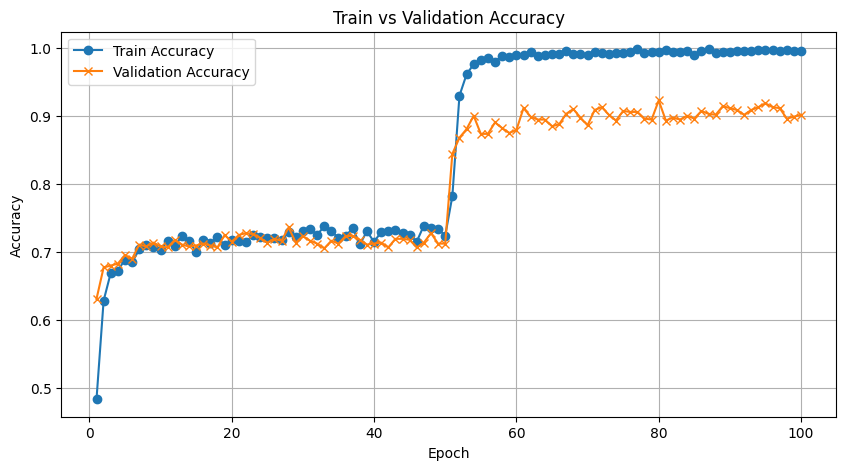 Train vs Validation Accuracy
Train Accuracy
Validation Accuracy
Accuracy
1.0
0.9
0.8
0.7
0.6
0.5
0 20 40 60 80 100
Epoch